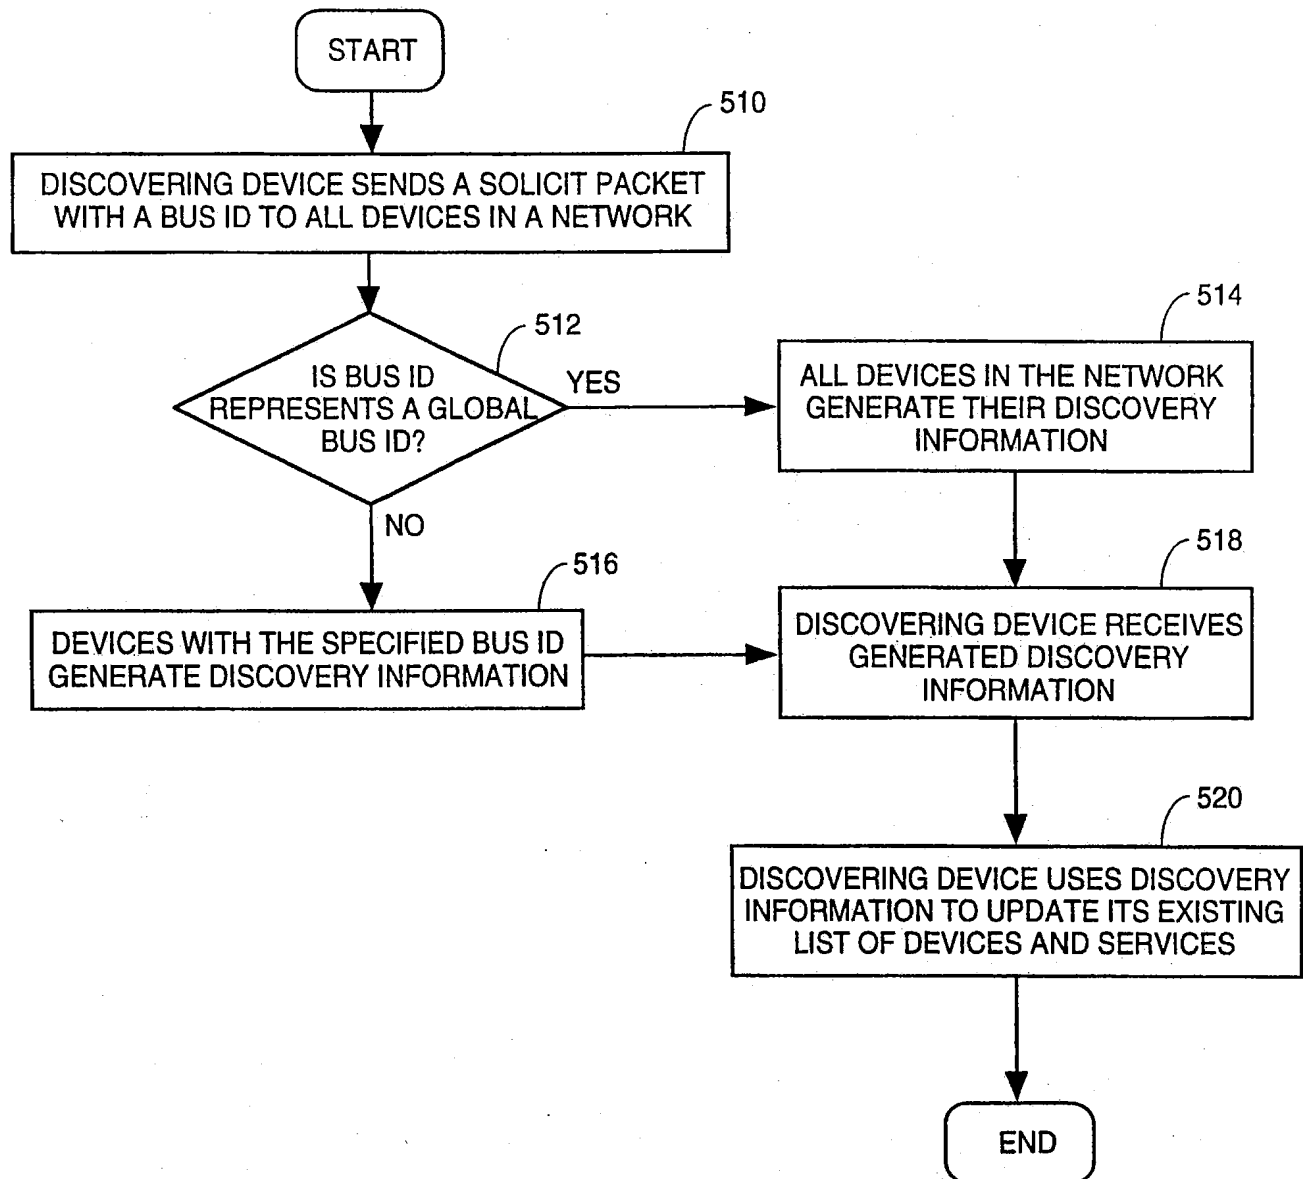 START
510
DISCOVERING DEVICE SENDS A SOLICIT PACKET
WITH A BUS ID TO ALL DEVICES IN A NETWORK
512
IS BUS ID
REPRESENTS A GLOBAL
BUS ID?
YES
NO
514
ALL DEVICES IN THE NETWORK
GENERATE THEIR DISCOVERY
INFORMATION
516
DEVICES WITH THE SPECIFIED BUS ID
GENERATE DISCOVERY INFORMATION
518
DISCOVERING DEVICE RECEIVES
GENERATED DISCOVERY
INFORMATION
520
DISCOVERING DEVICE USES DISCOVERY
INFORMATION TO UPDATE ITS EXISTING
LIST OF DEVICES AND SERVICES
END